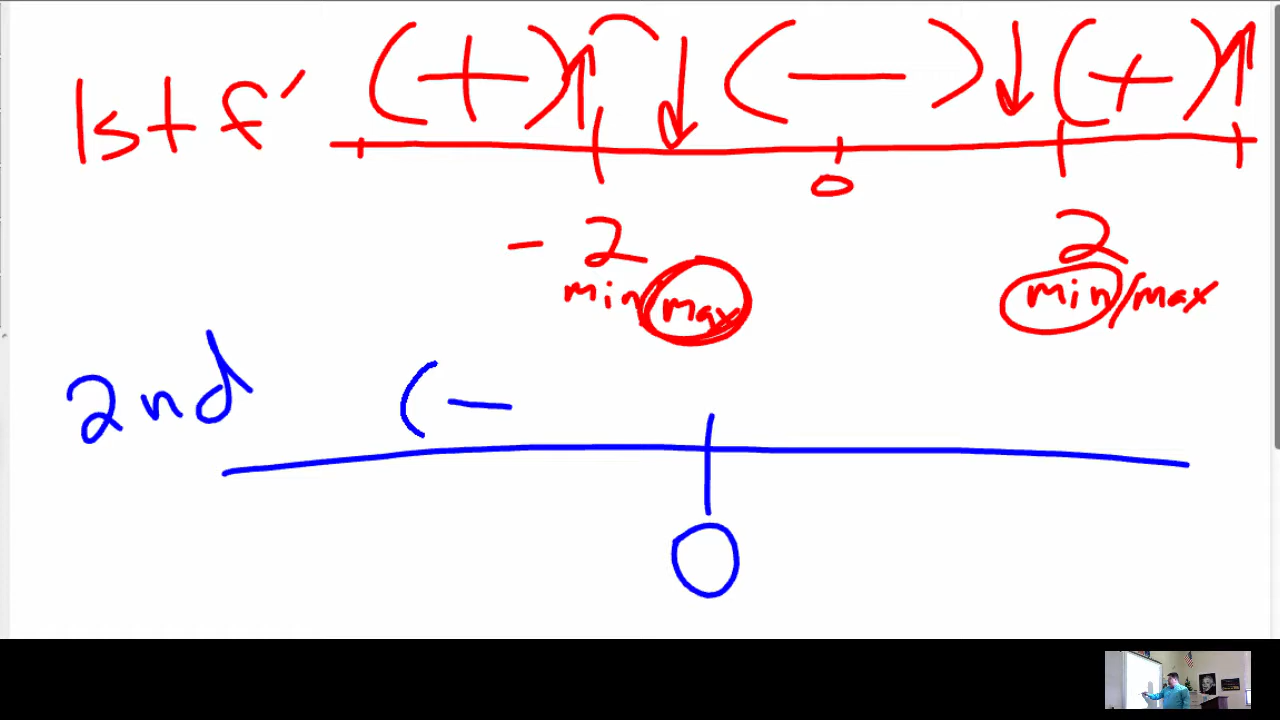 1st f' (+) ↑ ↓ (—) ↓ (+) ↑
0
-2 2
min max min/max
2nd (-
0